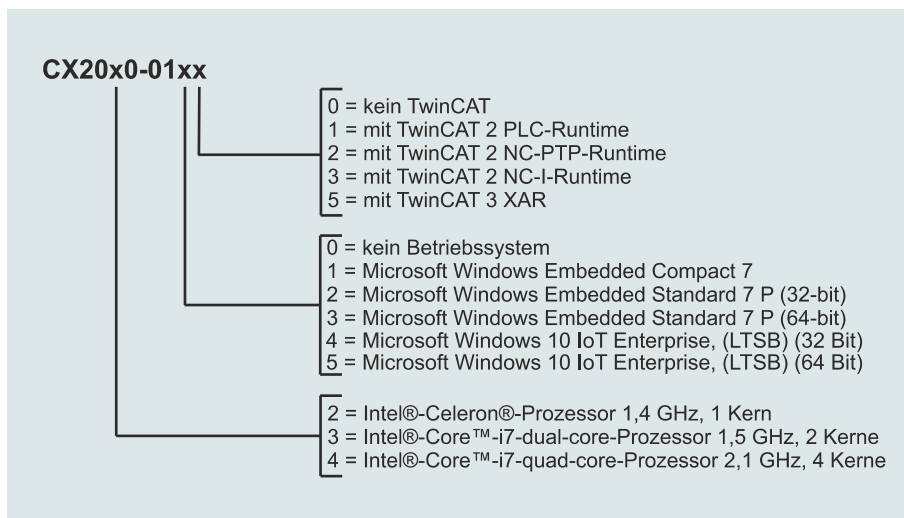 CX20x0-01xx
0 = kein TwinCAT
1 = mit TwinCAT 2 PLC-Runtime
2 = mit TwinCAT 2 NC-PTP-Runtime
3 = mit TwinCAT 2 NC-I-Runtime
5 = mit TwinCAT 3 XAR
0 = kein Betriebssystem
1 = Microsoft Windows Embedded Compact 7
2 = Microsoft Windows Embedded Standard 7 P (32-bit)
3 = Microsoft Windows Embedded Standard 7 P (64-bit)
4 = Microsoft Windows 10 IoT Enterprise, (LTSB) (32 Bit)
5 = Microsoft Windows 10 IoT Enterprise, (LTSB) (64 Bit)
2 = Intel®-Celeron®-Prozessor 1,4 GHz, 1 Kern
3 = Intel®-Core™-i7-dual-core-Prozessor 1,5 GHz, 2 Kerne
4 = Intel®-Core™-i7-quad-core-Prozessor 2,1 GHz, 4 Kerne